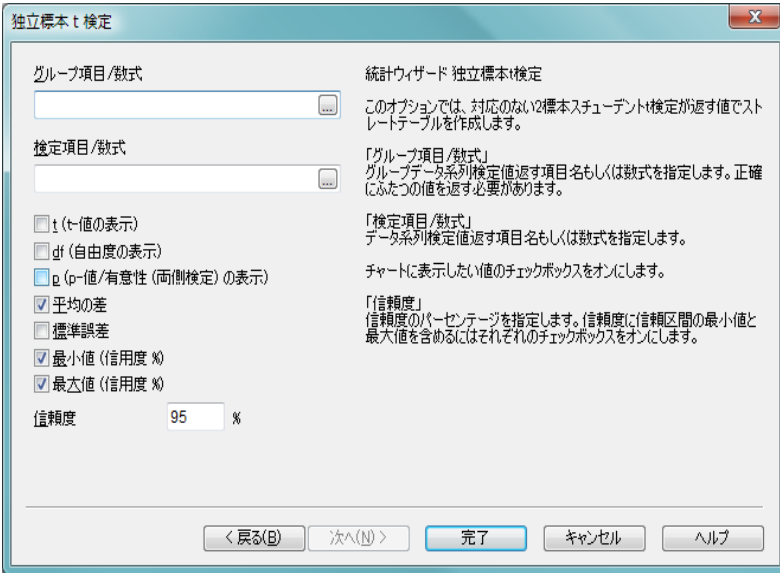 独立標本 t 検定
グループ項目/数式
...
検定項目/数式
...
t (t-値の表示)
df (自由度の表示)
p (p-値/有意性 (両側検定) の表示)
平均の差
標準誤差
最小値 (信用度 %)
最大値 (信用度 %)
信頼度 95 %
統計ウィザード 独立標本t検定
このオプションでは、対応のない2標本スチューデントt検定が返す値でスト
レートテーブルを作成します。
「グループ項目/数式」
グループデータ系列検定値返す項目名もしくは数式を指定します。正確
にふたつの値を返す必要があります。
「検定項目/数式」
データ系列検定値返す項目名もしくは数式を指定します。
チャートに表示したい値のチェックボックスをオンにします。
「信頼度」
信頼度のパーセンテージを指定します。信頼度に信頼区間の最小値と
最大値を含めるにはそれぞれのチェックボックスをオンにします。
< 戻る(B) 次へ(N) > 完了 キャンセル ヘルプ